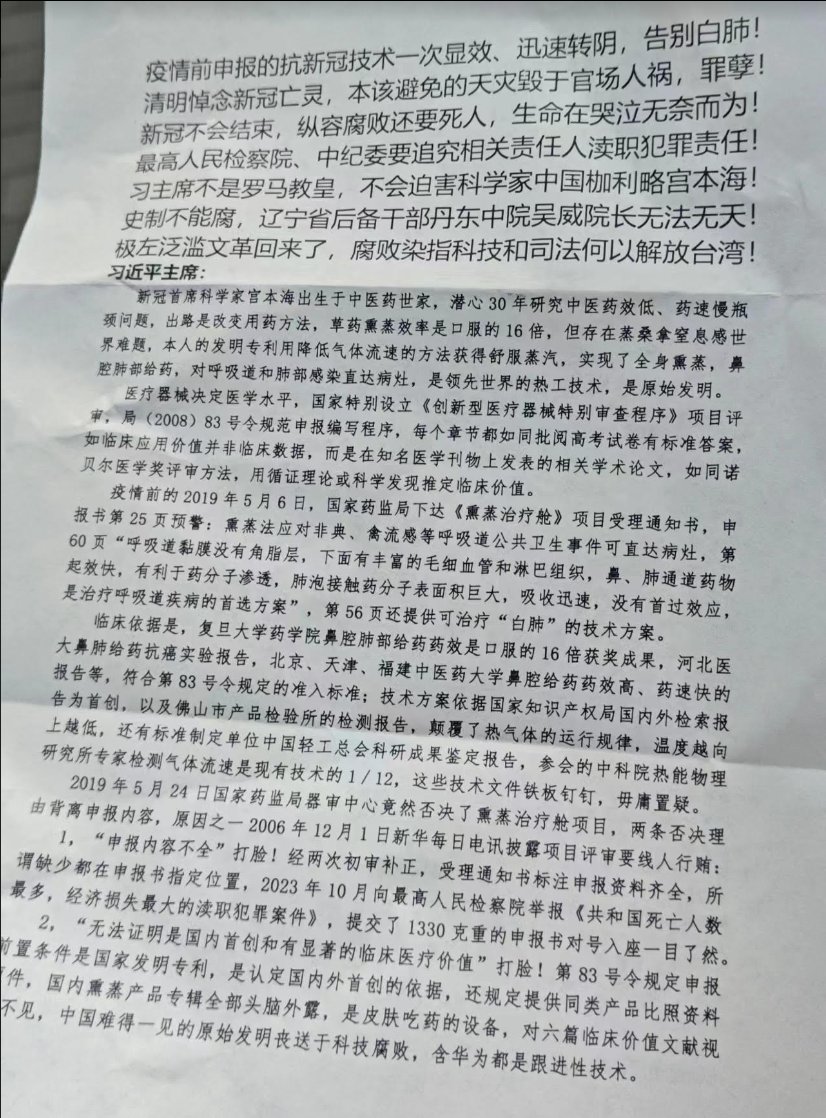 疫情前申报的抗新冠技术一次显效、迅速转阴，告别白肺！
清明悼念新冠亡灵，本该避免的天灾毁于官场人祸，罪孽！
新冠不会结束，纵容腐败还要死人，生命在哭泣无奈而为！
最高人民检察院、中纪委要追究相关责任人渎职犯罪责任！
习主席不是罗马教皇，不会迫害科学家中国枷利略宫本海！
史制不能腐，辽宁省后备干部丹东中院吴威院长无法无天！
极左泛滥文革回来了，腐败染指科技和司法何以解放台湾！
习近平主席：
新冠首席科学家宫本海出生于中医药世家，潜心 30 年研究中医药效低、药速慢瓶
颈问题，出路是改变用药方法，草药熏蒸效率是口服的 16 倍，但存在蒸桑拿窒息感世
界难题，本人的发明专利用降低气体流速的方法获得舒服蒸汽，实现了全身熏蒸，鼻
腔肺部给药，对呼吸道和肺部感染直达病灶，是领先世界的热工技术，是原始发明。
医疗器械决定医学水平，国家特别设立《创新型医疗器械特别审查程序》项目评
审，局（2008）83 号令规范申报编写程序，每个章节都如同批阅高考试卷有标准答案，
如临床应用价值并非临床数据，而是在知名医学刊物上发表的相关学术论文，如同诺
贝尔医学奖评审方法，用循证理论或科学发现推定临床价值。
疫情前的 2019 年 5 月 6 日，国家药监局下达《熏蒸治疗舱》项目受理通知书，申
报书第 25 页预警：熏蒸法应对非典、禽流感等呼吸道公共卫生事件可直达病灶，第
60 页“呼吸道黏膜没有角脂层，下面有丰富的毛细血管和淋巴组织，鼻、肺通道药物
起效快，有利于药分子渗透，肺泡接触药分子表面积巨大，吸收迅速，没有首过效应，
是治疗呼吸道疾病的首选方案”，第 56 页还提供可治疗“白肺”的技术方案。
临床依据是，复旦大学药学院鼻腔肺部给药药效是口服的 16 倍获奖成果，河北医
大鼻肺给药抗癌实验报告，北京、天津、福建中医药大学鼻腔给药药效高、药速快的
报告等，符合第 83 号令规定的准入标准；技术方案依据国家知识产权局国内外检索报
告为首创，以及佛山市产品检验所的检测报告，颠覆了热气体的运行规律，温度越向
上越低，还有标准制定单位中国轻工总会科研成果鉴定报告，参会的中科院热能物理
研究所专家检测气体流速是现有技术的 1／12，这些技术文件铁板钉钉，毋庸置疑。
2019 年 5 月 24 日国家药监局器审中心竟然否决了熏蒸治疗舱项目，两条否决理
由背离申报内容，原因之一 2006 年 12 月 1 日新华每日电讯披露项目评审要线人行贿：
1，“申报内容不全”打脸！经两次初审补正，受理通知书标注申报资料齐全，所
谓缺少都在申报书指定位置，2023 年 10 月向最高人民检察院举报《共和国死亡人数
最多，经济损失最大的渎职犯罪案件》，提交了 1330 克重的申报书对号入座一目了然。
2，“无法证明是国内首创和有显著的临床医疗价值”打脸！第 83 号令规定申报
前置条件是国家发明专利，是认定国内外首创的依据，还规定提供同类产品比照资料
件，国内熏蒸产品专辑全部头脑外露，是皮肤吃药的设备，对六篇临床价值文献视
不见，中国难得一见的原始发明丧送于科技腐败，含华为都是跟进性技术。